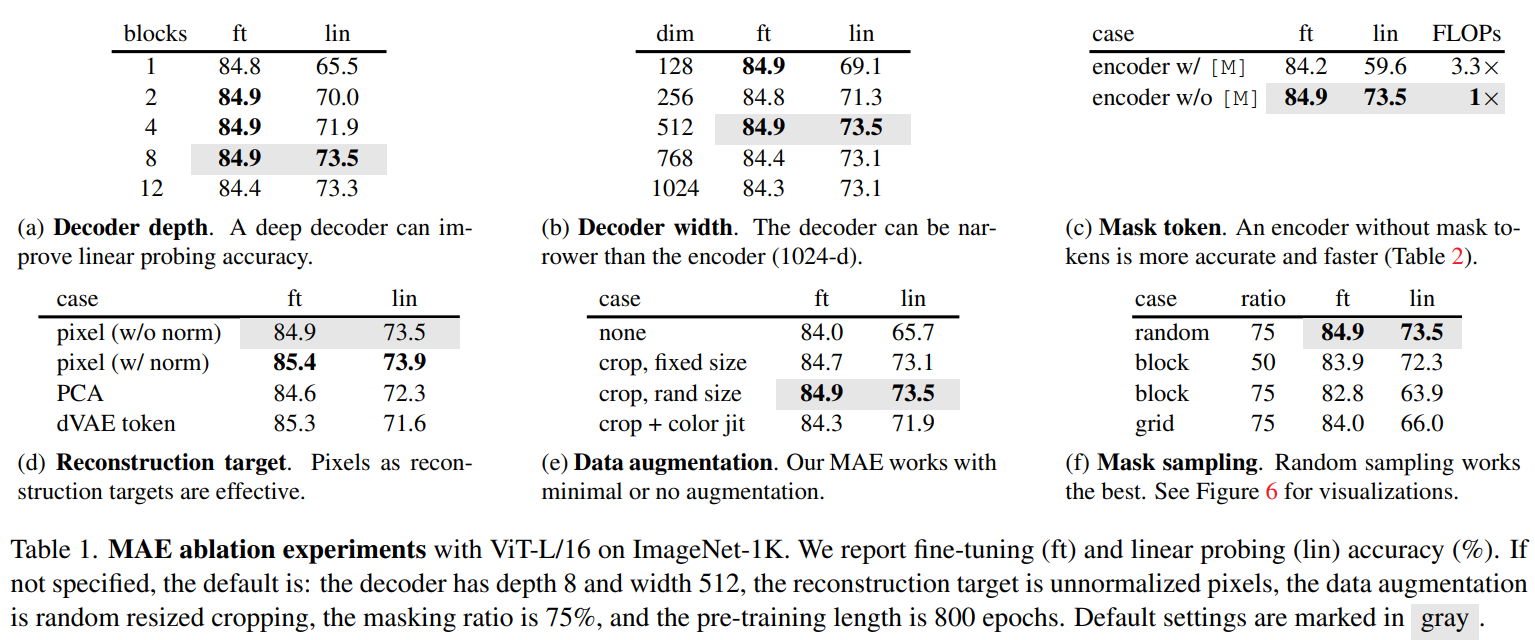 blocks ft lin
1 84.8 65.5
2 84.9 70.0
4 84.9 71.9
8 84.9 73.5
12 84.4 73.3
(a) Decoder depth. A deep decoder can im-
prove linear probing accuracy.
dim ft lin
128 84.9 69.1
256 84.8 71.3
512 84.9 73.5
768 84.4 73.1
1024 84.3 73.1
(b) Decoder width. The decoder can be nar-
rower than the encoder (1024-d).
case ft lin FLOPs
encoder w/ [M] 84.2 59.6 3.3×
encoder w/o [M] 84.9 73.5 1×
(c) Mask token. An encoder without mask to-
kens is more accurate and faster (Table 2).
case ft lin
pixel (w/o norm) 84.9 73.5
pixel (w/ norm) 85.4 73.9
PCA 84.6 72.3
dVAE token 85.3 71.6
(d) Reconstruction target. Pixels as recon-
struction targets are effective.
case ft lin
none 84.0 65.7
crop, fixed size 84.7 73.1
crop, rand size 84.9 73.5
crop + color jit 84.3 71.9
(e) Data augmentation. Our MAE works with
minimal or no augmentation.
case ratio ft lin
random 75 84.9 73.5
block 50 83.9 72.3
block 75 82.8 63.9
grid 75 84.0 66.0
(f) Mask sampling. Random sampling works
the best. See Figure 6 for visualizations.
Table 1. MAE ablation experiments with ViT-L/16 on ImageNet-1K. We report fine-tuning (ft) and linear probing (lin) accuracy (%). If
not specified, the default is: the decoder has depth 8 and width 512, the reconstruction target is unnormalized pixels, the data augmentation
is random resized cropping, the masking ratio is 75%, and the pre-training length is 800 epochs. Default settings are marked in gray .